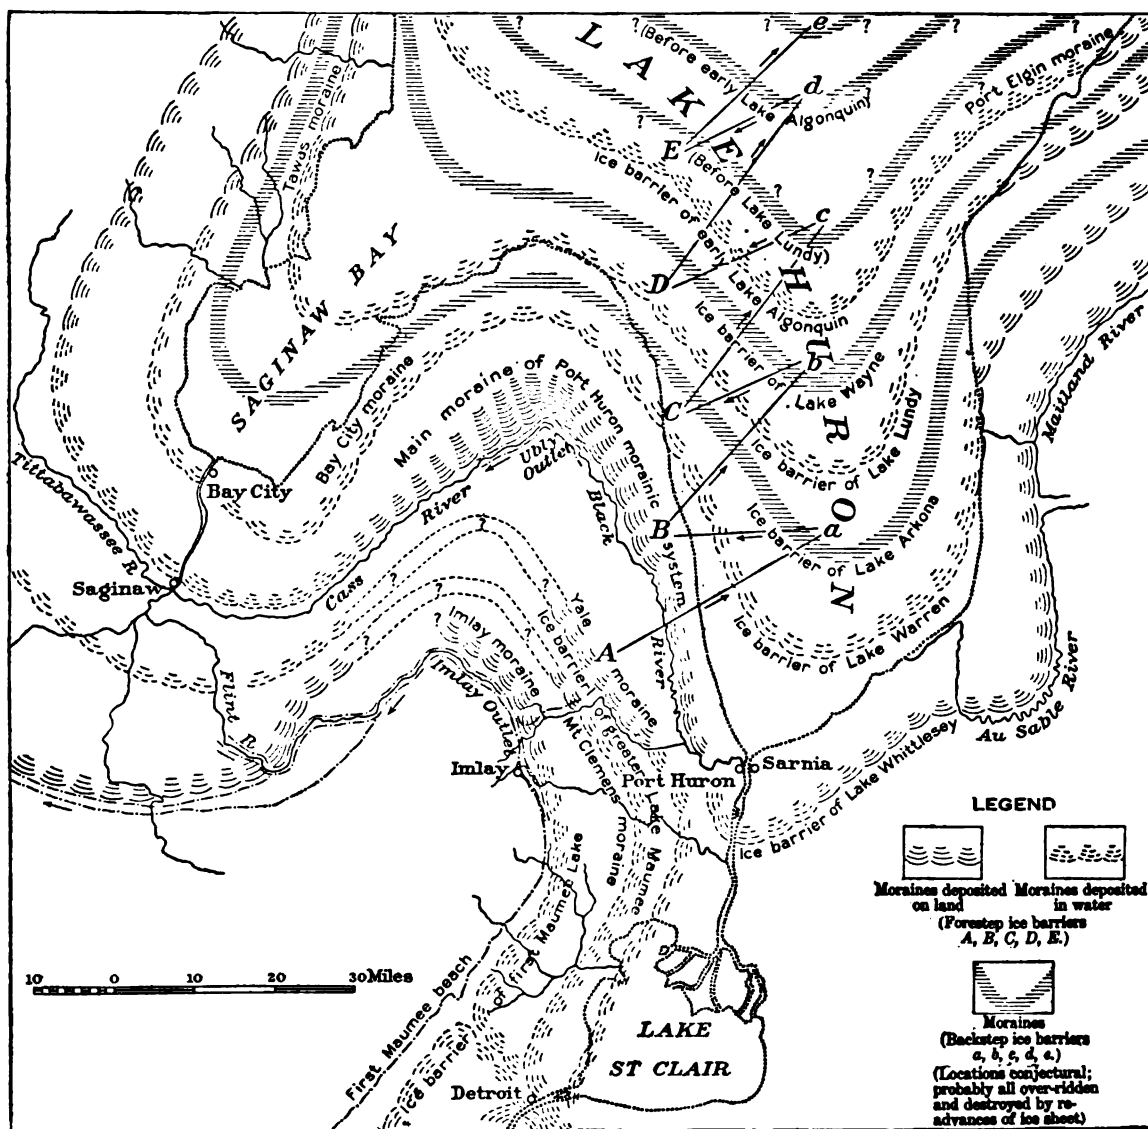 LAKE HURON
e
(Before early Lake Algonquin)
d
Port Elgin moraine
Tawas moraine
E
Ice barrier of early Lake Algonquin
(Before Lake Lundy)
c
SAGINAW BAY
D
Ice barrier of Lake Wayne
b
Maitland River
C
Ice barrier of Lake Lundy
Bay City moraine
Main moraine of Port Huron morainic system
Ubly
Outlet
Tittabawassee R.
Bay City
Black River
B
a
Ice barrier of Lake Arkona
Saginaw
Cass River
Yale moraine
Ice barrier of greater Lake Maumee
Ice barrier of Lake Warren
Imlay moraine
A
Flint R.
Imlay Outlet
Mt Clemens moraine
Au Sable River
Imlay
Port Huron
Sarnia
Ice barrier of Lake Whittlesey
LEGEND
Moraines deposited
on land
Moraines deposited
in water
(Forestep ice barriers
A, B, C, D, E.)
Moraines
(Backstep ice barriers
a, b, c, d, e.)
(Locations conjectural;
probably all over-ridden
and destroyed by re-
advances of ice sheet)
10 0 10 20 30 Miles
First Maumee beach
Ice barrier of first Maumee Lake
LAKE
ST CLAIR
Detroit